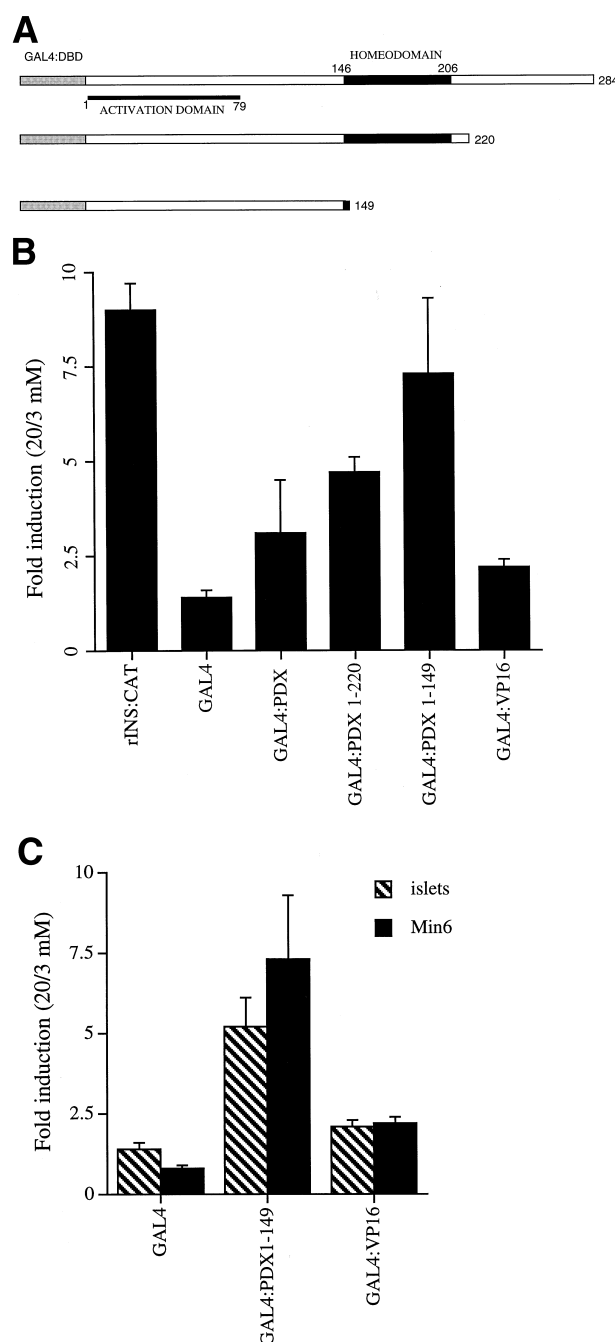 A
GAL4:DBD
HOMEODOMAIN
146 206
284
1 79
ACTIVATION DOMAIN
220
149
B
Fold induction (20/3 mM)
10
7.5
5
2.5
0
rINS:CAT
GAL4
GAL4:PDX
GAL4:PDX 1-220
GAL4:PDX 1-149
GAL4:VP16
C
Fold induction (20/3 mM)
10
7.5
5
2.5
0
islets
Min6
GAL4
GAL4:PDX1-149
GAL4:VP16